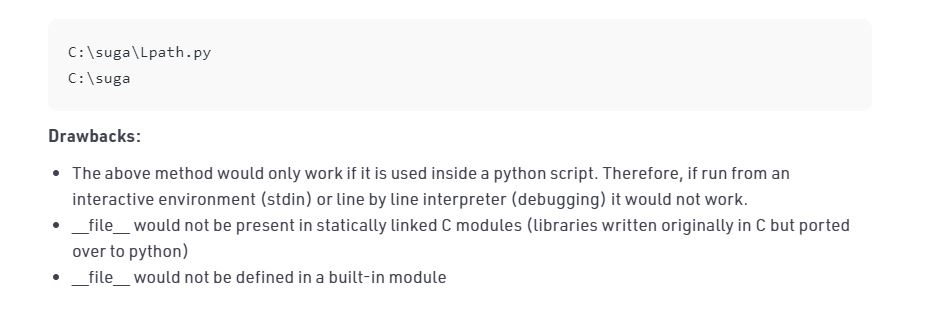 C:\suga\Lpath.py
C:\suga
Drawbacks:
• The above method would only work if it is used inside a python script. Therefore, if run from an
interactive environment (stdin) or line by line interpreter (debugging) it would not work.
• __file__ would not be present in statically linked C modules (libraries written originally in C but ported
over to python)
• __file__ would not be defined in a built-in module